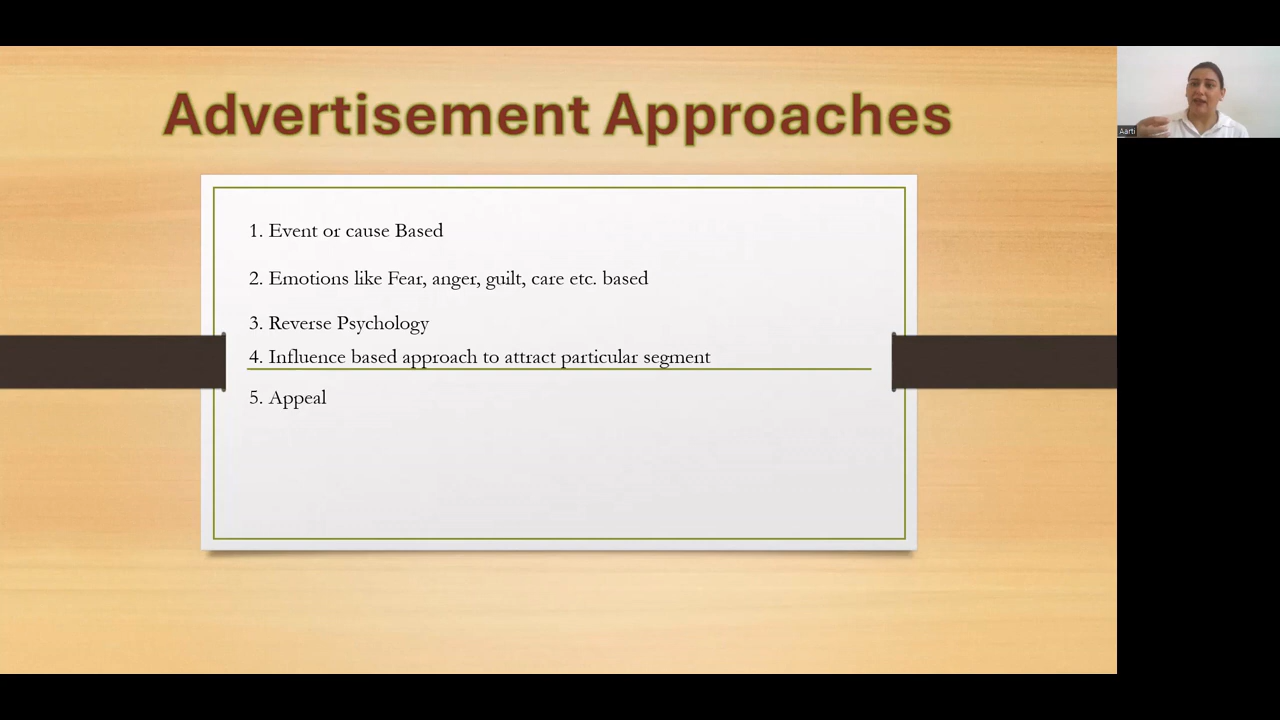 Advertisement Approaches
Aarti
1. Event or cause Based
2. Emotions like Fear, anger, guilt, care etc. based
3. Reverse Psychology
4. Influence based approach to attract particular segment
5. Appeal